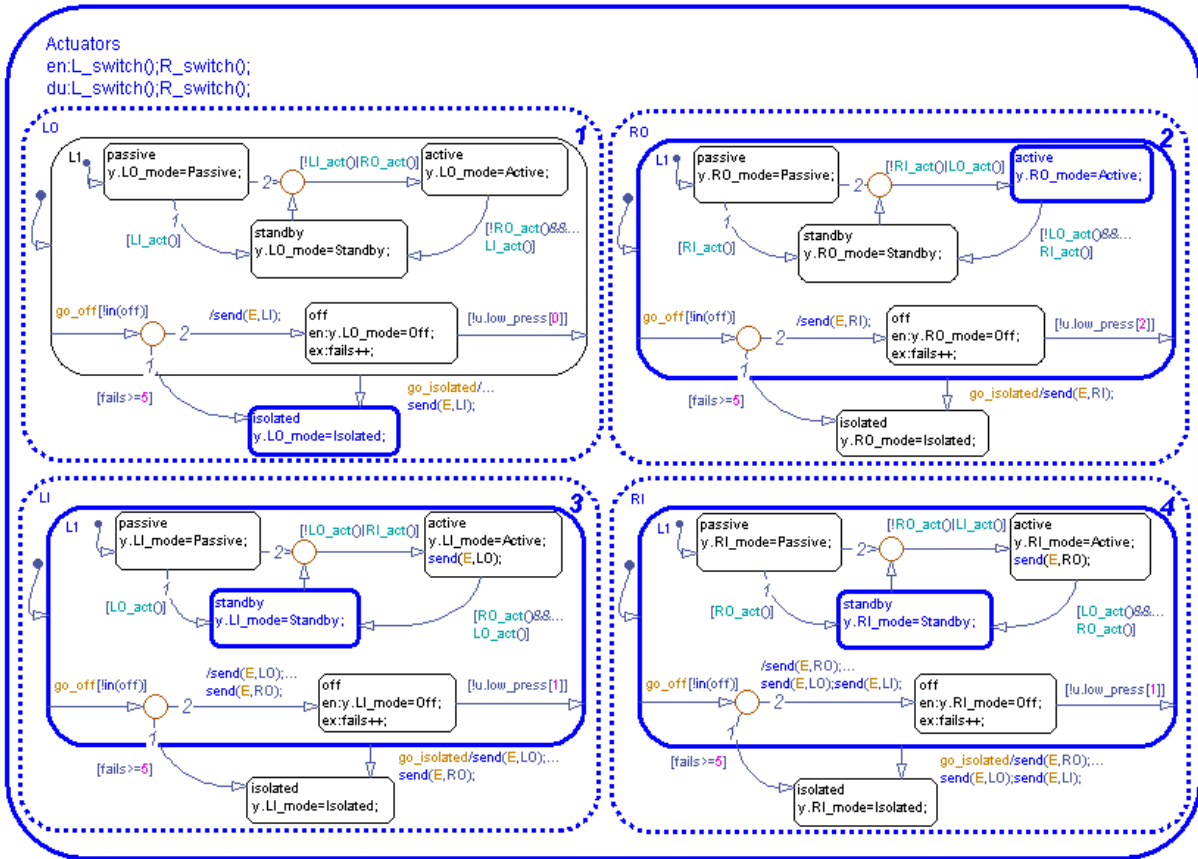 Actuators
en:L_switch();R_switch();
du:L_switch();R_switch();
LO
1
L1
passive
y.LO_mode=Passive;
2
[!LI_act()|RO_act()]
active
y.LO_mode=Active;
1
[LI_act()]
standby
y.LO_mode=Standby;
[!RO_act()&&...
LI_act()]
go_off[!in(off)]
2
/send(E,LI);
off
en:y.LO_mode=Off;
ex:fails++;
[!u.low_press[0]]
1
[fails>=5]
go_isolated/...
send(E,LI);
isolated
y.LO_mode=Isolated;
RO
2
L1
passive
y.RO_mode=Passive;
2
[!RI_act()|LO_act()]
active
y.RO_mode=Active;
1
[RI_act()]
standby
y.RO_mode=Standby;
[!LO_act()&&...
RI_act()]
go_off[!in(off)]
2
/send(E,RI);
off
en:y.RO_mode=Off;
ex:fails++;
[!u.low_press[2]]
1
[fails>=5]
go_isolated/send(E,RI);
isolated
y.RO_mode=Isolated;
LI
3
L1
passive
y.LI_mode=Passive;
2
[!LO_act()|RI_act()]
active
y.LI_mode=Active;
send(E,LO);
1
[LO_act()]
standby
y.LI_mode=Standby;
[RO_act()&&...
LO_act()]
go_off[!in(off)]
2
/send(E,LO);...
send(E,RO);
off
en:y.LI_mode=Off;
ex:fails++;
[!u.low_press[1]]
1
[fails>=5]
go_isolated/send(E,LO);...
send(E,RO);
isolated
y.LI_mode=Isolated;
RI
4
L1
passive
y.RI_mode=Passive;
2
[!RO_act()|LI_act()]
active
y.RI_mode=Active;
send(E,RO);
1
[RO_act()]
standby
y.RI_mode=Standby;
[LO_act()&&...
RO_act()]
go_off[!in(off)]
2
/send(E,RO);...
send(E,LO);send(E,LI);
off
en:y.RI_mode=Off;
ex:fails++;
[!u.low_press[1]]
1
[fails>=5]
go_isolated/send(E,RO);...
send(E,LO);send(E,LI);
isolated
y.RI_mode=Isolated;